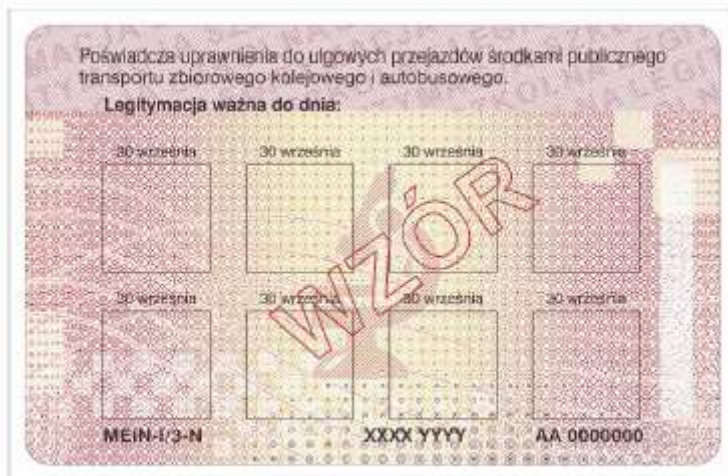 Poświadcza uprawnienia do ulgowych przejazdów środkami publicznego
transportu zbiorowego kolejowego i autobusowego.
Legitymacja ważna do dnia:
30 września 30 września 30 września 30 września
WZÓR
30 września 30 września 30 września 30 września
MEiN-I/3-N XXXX YYYY AA 0000000